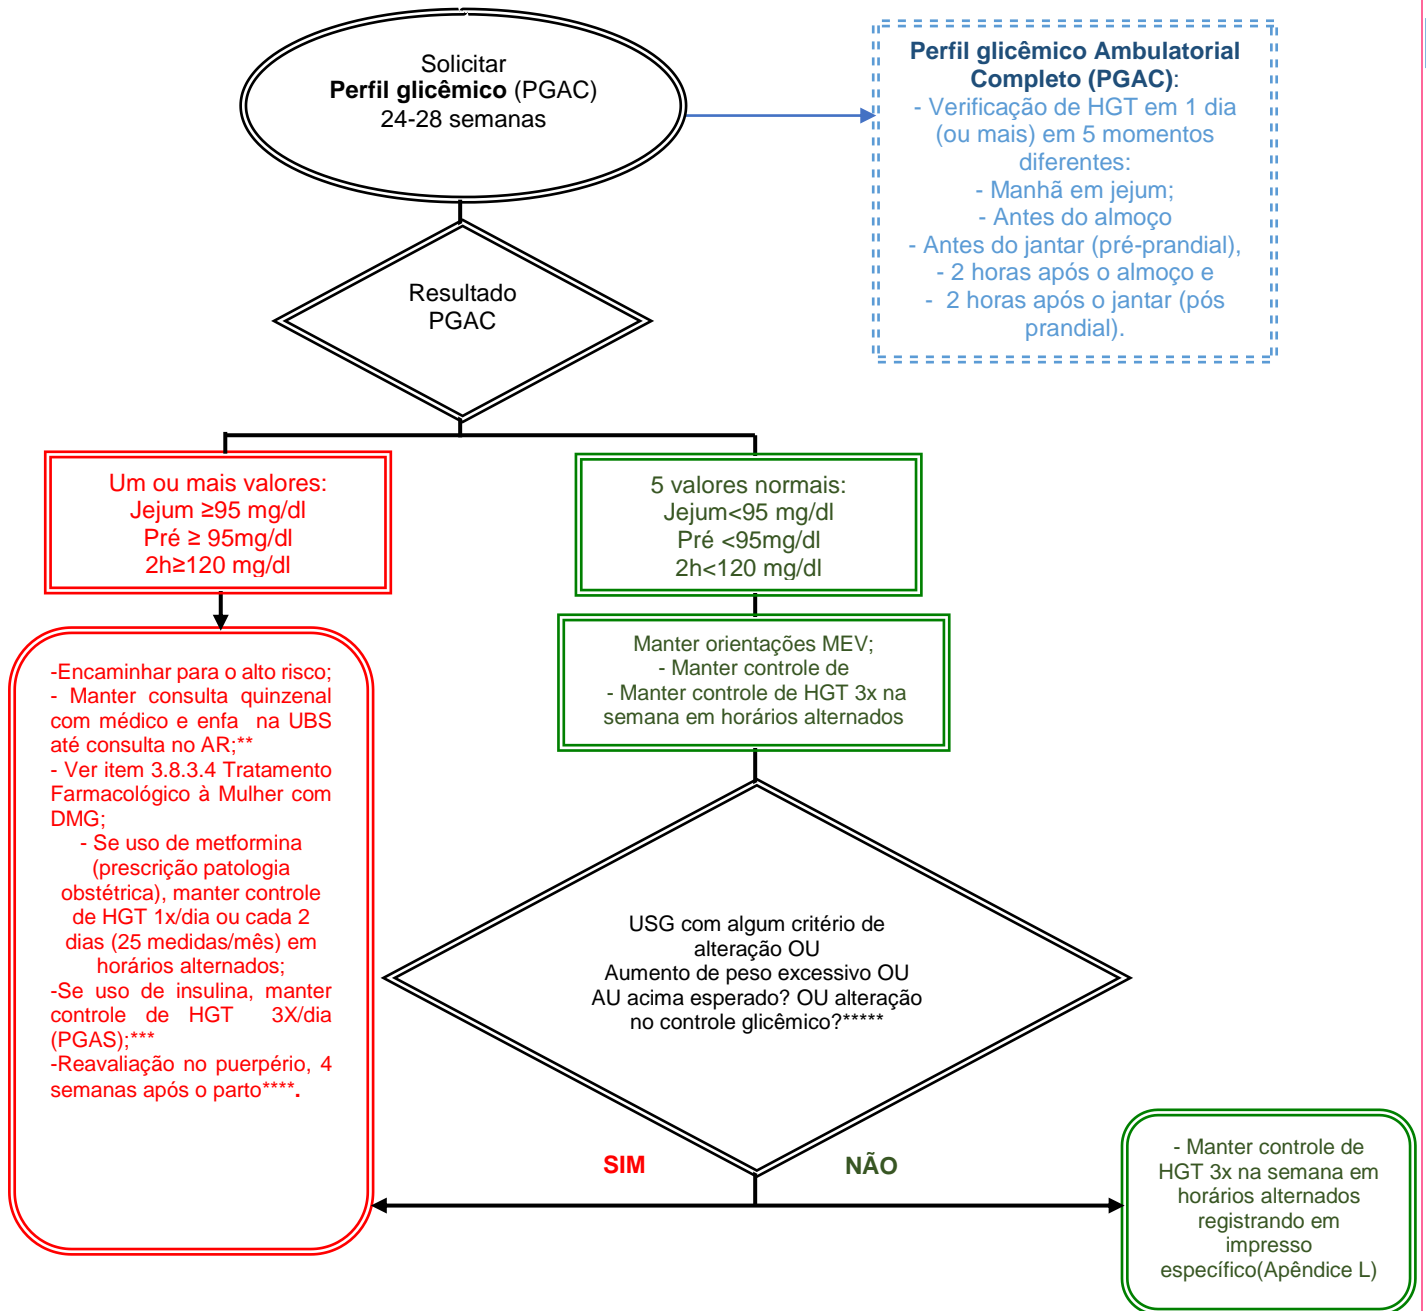 Solicitar
Perfil glicêmico (PGAC)
24-28 semanas
Perfil glicêmico Ambulatorial
Completo (PGAC):
- Verificação de HGT em 1 dia
(ou mais) em 5 momentos
diferentes:
- Manhã em jejum;
- Antes do almoço
- Antes do jantar (pré-prandial),
- 2 horas após o almoço e
- 2 horas após o jantar (pós
prandial).
Resultado
PGAC
Um ou mais valores:
Jejum ≥95 mg/dl
Pré ≥ 95mg/dl
2h≥120 mg/dl
5 valores normais:
Jejum<95 mg/dl
Pré <95mg/dl
2h<120 mg/dl
-Encaminhar para o alto risco;
- Manter consulta quinzenal
com médico e enfa na UBS
até consulta no AR;**
- Ver item 3.8.3.4 Tratamento
Farmacológico à Mulher com
DMG;
- Se uso de metformina
(prescrição patologia
obstétrica), manter controle
de HGT 1x/dia ou cada 2
dias (25 medidas/mês) em
horários alternados;
-Se uso de insulina, manter
controle de HGT 3X/dia
(PGAS);***
-Reavaliação no puerpério, 4
semanas após o parto****.
Manter orientações MEV;
- Manter controle de
- Manter controle de HGT 3x na
semana em horários alternados
USG com algum critério de
alteração OU
Aumento de peso excessivo OU
AU acima esperado? OU alteração
no controle glicêmico?*****
SIM
NÃO
- Manter controle de
HGT 3x na semana em
horários alternados
registrando em
impresso
específico(Apêndice L)